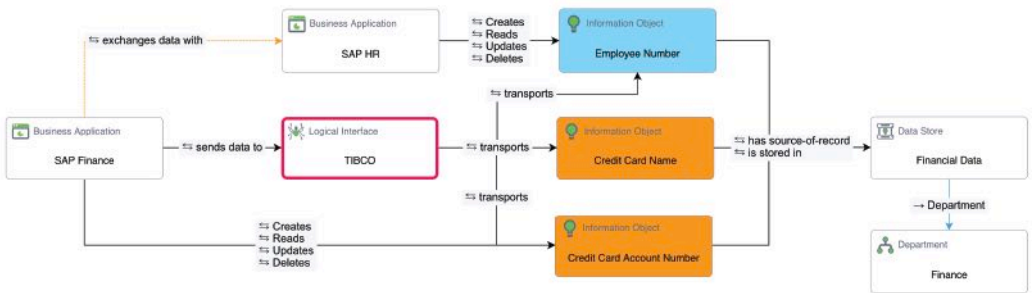 Business Application
SAP HR
⇆ Creates
⇆ Reads
⇆ Updates
⇆ Deletes
Information Object
Employee Number
⇆ exchanges data with
⇆ transports
Business Application
SAP Finance
⇆ sends data to
Logical Interface
TIBCO
⇆ transports
Information Object
Credit Card Name
⇆ has source-of-record
⇆ is stored in
Data Store
Financial Data
⇆ transports
→ Department
⇆ Creates
⇆ Reads
⇆ Updates
⇆ Deletes
Information Object
Credit Card Account Number
Department
Finance